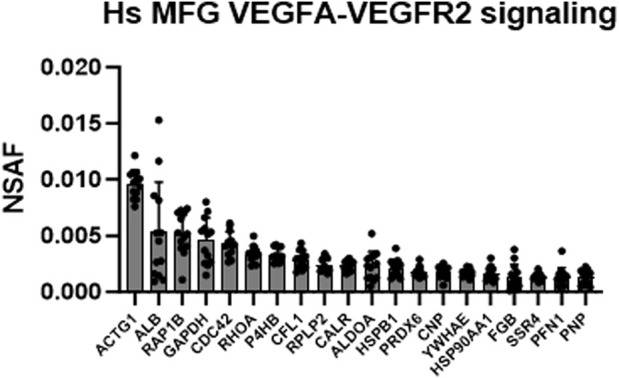 Hs MFG VEGFA-VEGFR2 signaling
NSAF
0.020
0.015
0.010
0.005
0.000
ACTG1
ALB
RAP1B
GAPDH
CDC42
RHOA
P4HB
CFL1
RPLP2
CALR
ALDOA
HSPB1
PRDX6
CNP
YWHAE
HSP90AA1
FGB
SSR4
PFN1
PNP